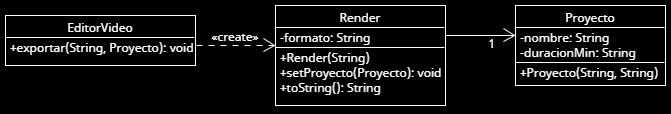 EditorVideo
+exportar(String, Proyecto): void
«create»
Render
-formato: String
+Render(String)
+setProyecto(Proyecto): void
+toString(): String
1
Proyecto
-nombre: String
-duracionMin: String
+Proyecto(String, String)